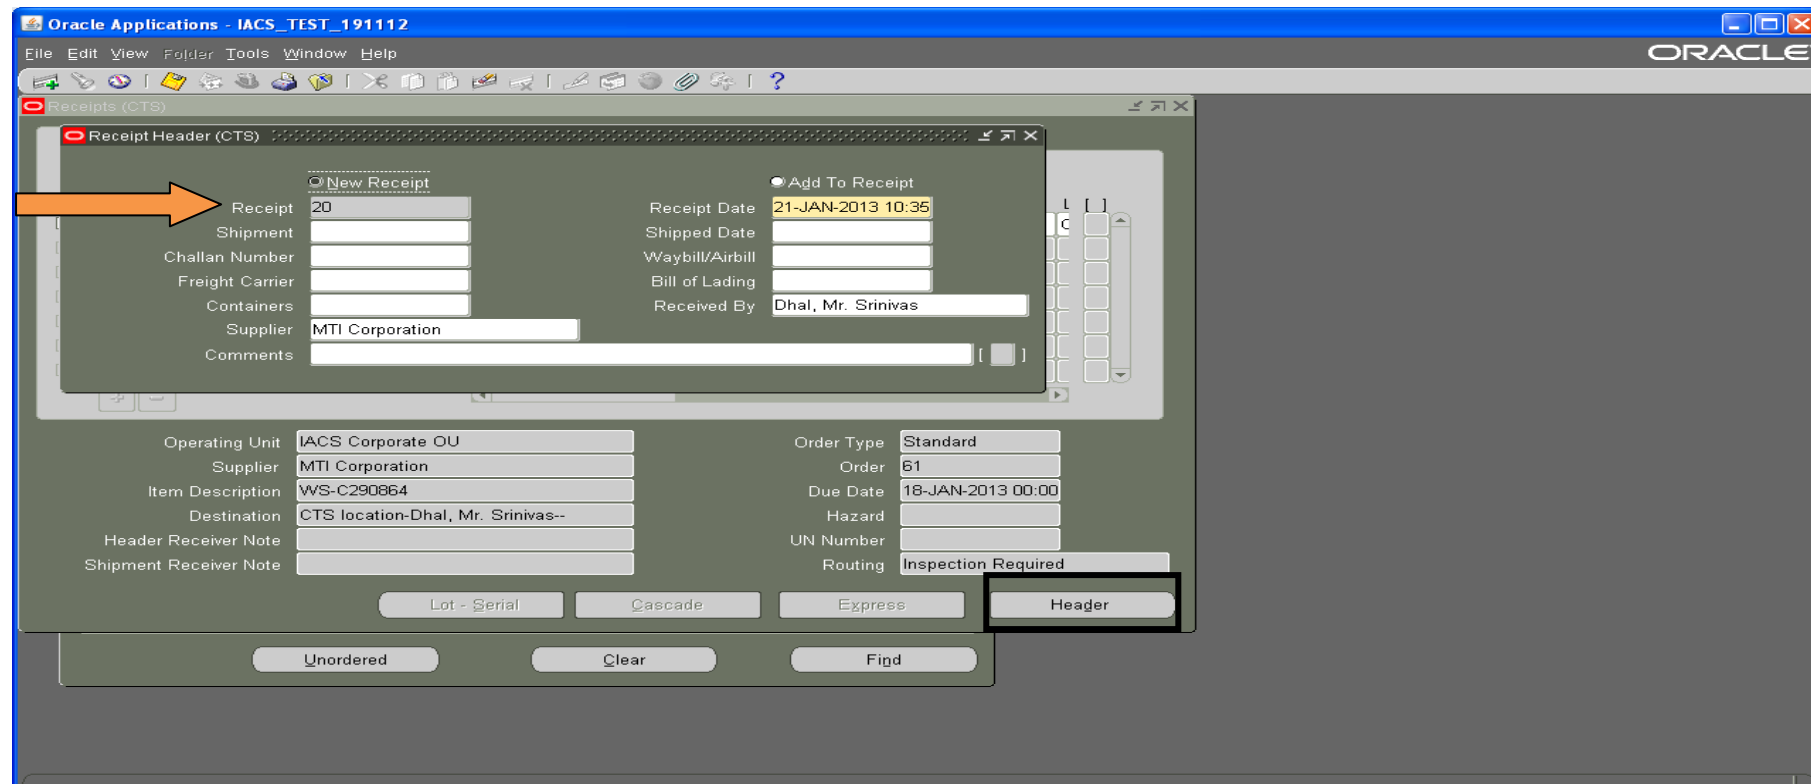 Oracle Applications - IACS_TEST_191112
File Edit View Folder Tools Window Help
ORACLE
Receipts (CTS)
Receipt Header (CTS)
New Receipt
Add To Receipt
Receipt 20 Receipt Date 21-JAN-2013 10:35
Shipment Shipped Date
Challan Number Waybill/Airbill
Freight Carrier Bill of Lading
Containers Received By Dhal, Mr. Srinivas
Supplier MTI Corporation
Comments [ ]
L [ ]
Operating Unit IACS Corporate OU Order Type Standard
Supplier MTI Corporation Order 61
Item Description WS-C290864 Due Date 18-JAN-2013 00:00
Destination CTS location-Dhal, Mr. Srinivas-- Hazard
Header Receiver Note UN Number
Shipment Receiver Note Routing Inspection Required
Lot - Serial Cascade Express Header
Unordered Clear Find